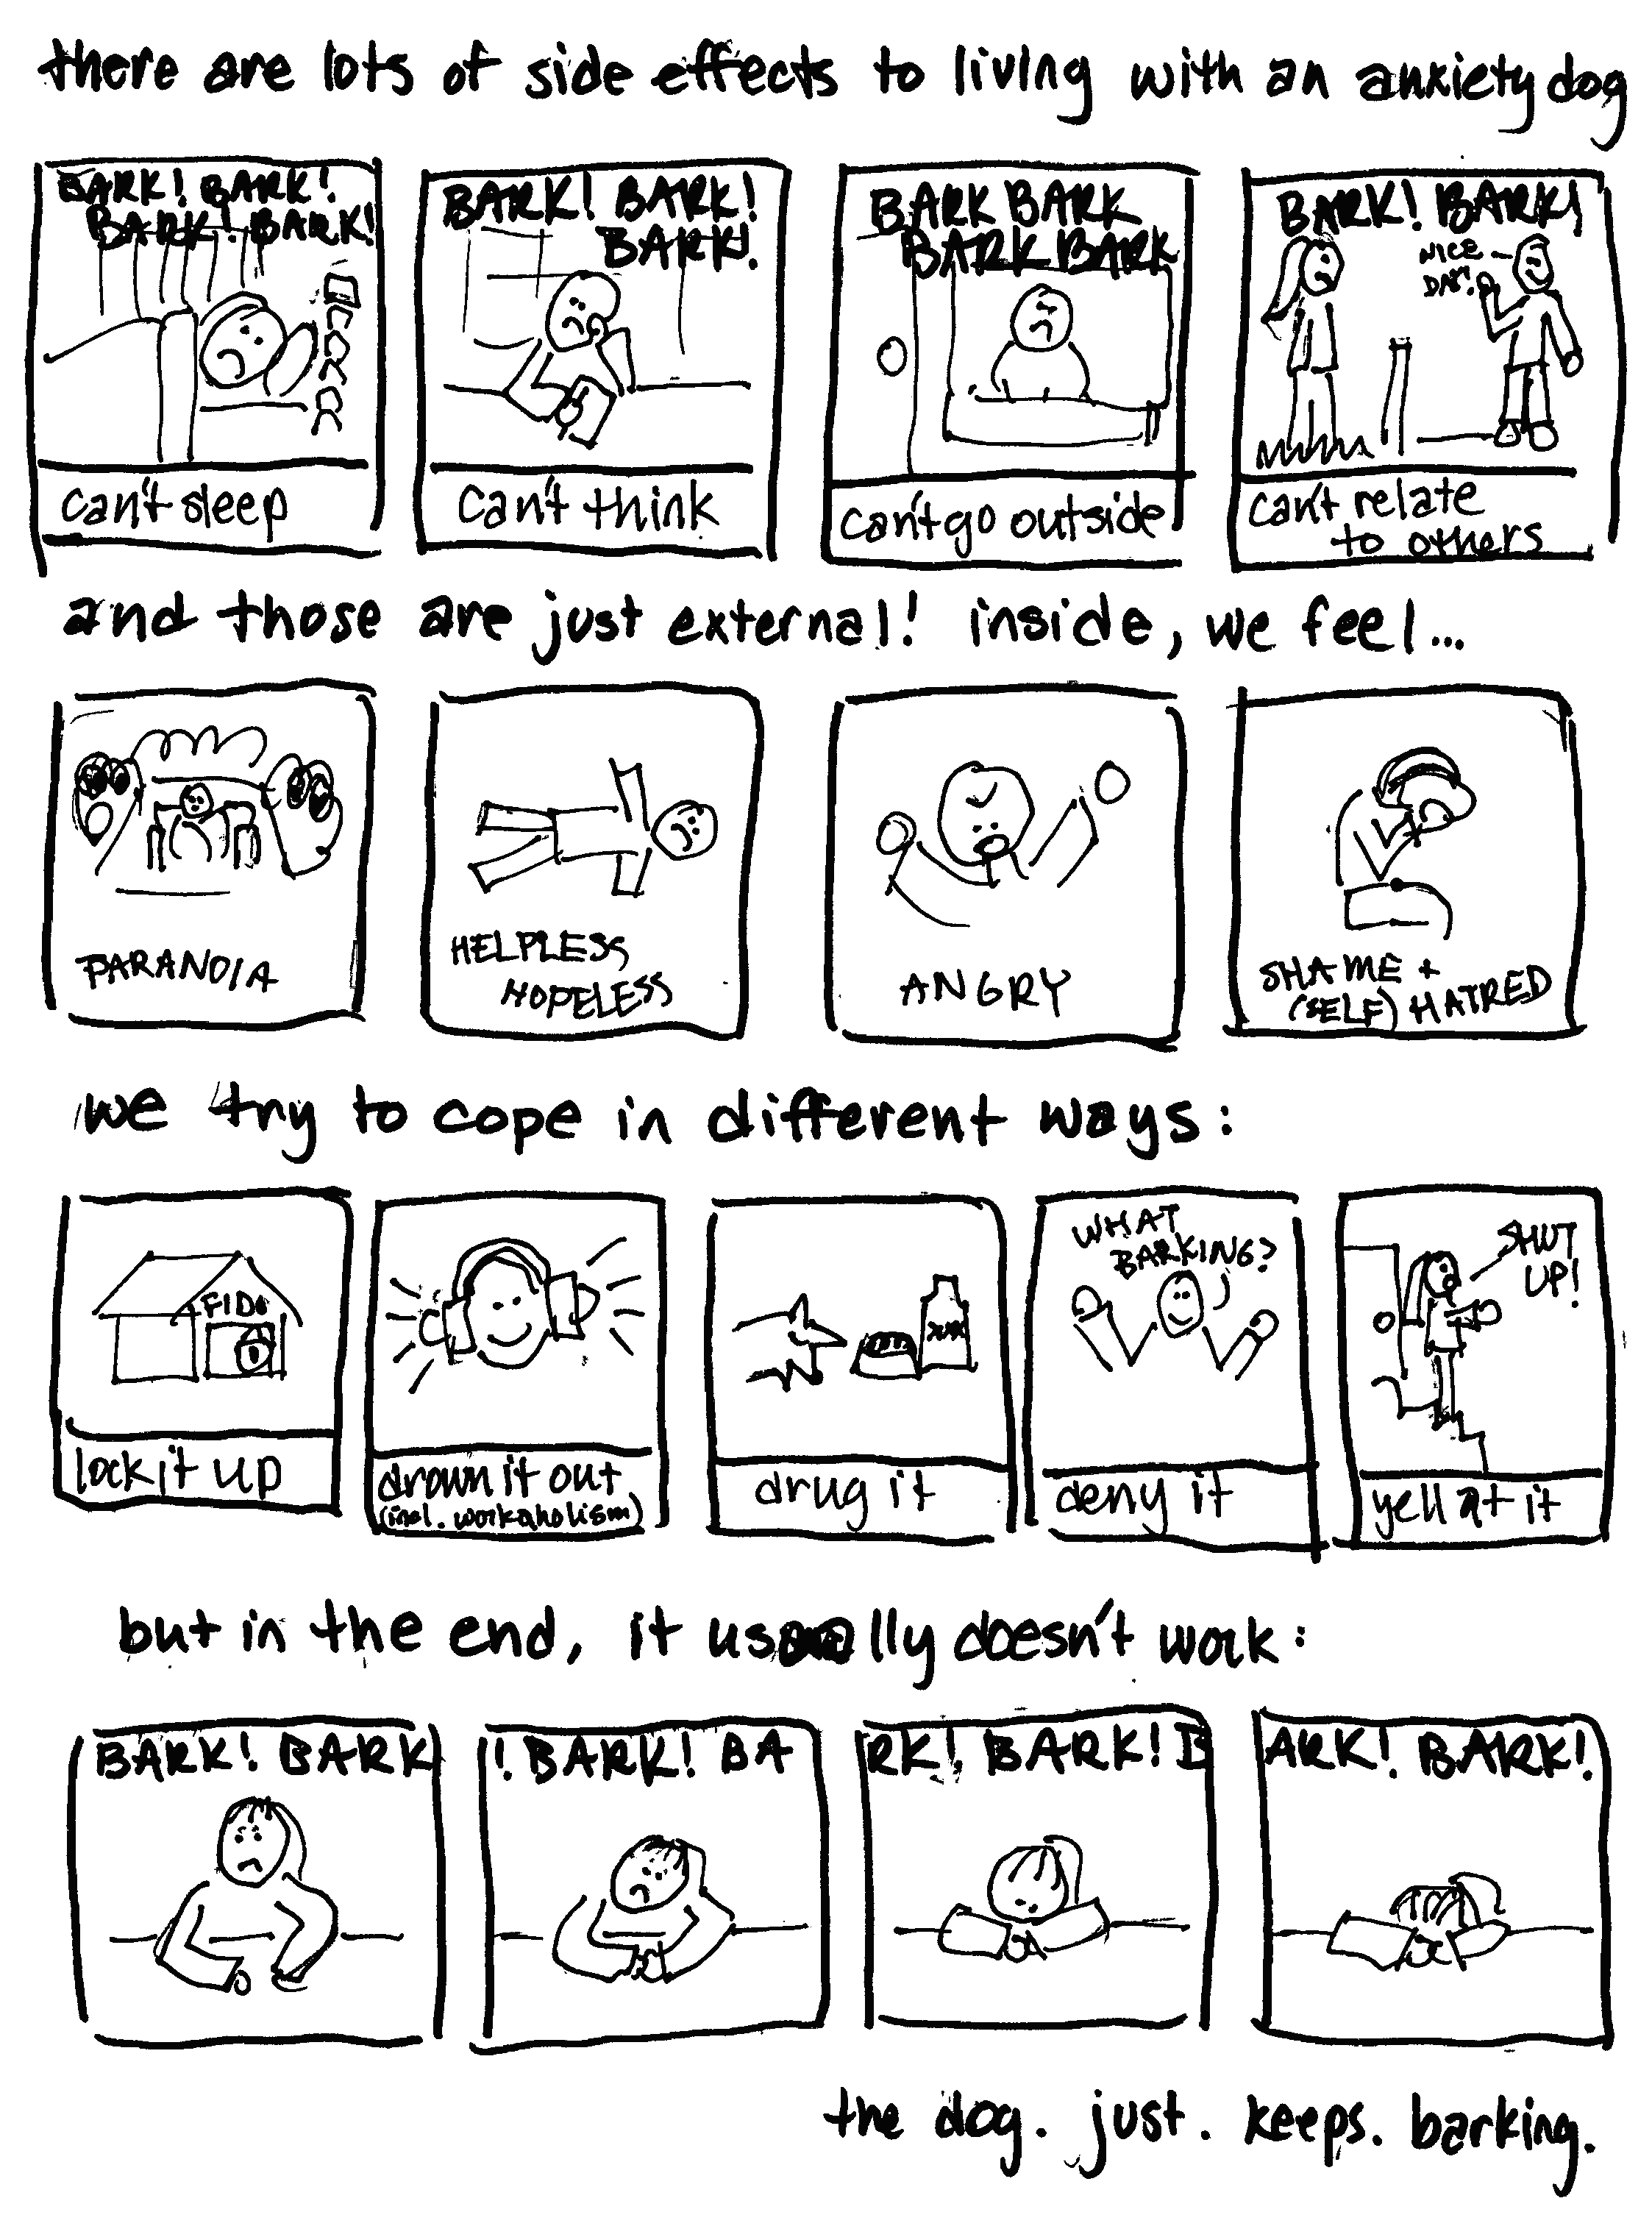 there are lots of side effects to living with an anxiety dog
BARK! BARK!
BARK! BARK!
can't sleep
BARK! BARK!
BARK!
can't think
BARK BARK
BARK BARK
can't go outside
BARK! BARK!
NICE
DAY!
can't relate
to others
and those are just external! inside, we feel...
PARANOIA
HELPLESS
HOPELESS
ANGRY
SHAME +
(SELF) HATRED
we try to cope in different ways:
FIDO
lock it up
drown it out
(incl. workaholism)
XXX
drug it
WHAT
BARKING?
deny it
SHUT
UP!
yell at it
but in the end, it usually doesn't work:
BARK! BARK
! BARK! BA
RK! BARK! B
ARK! BARK!
the dog. just. keeps. barking.